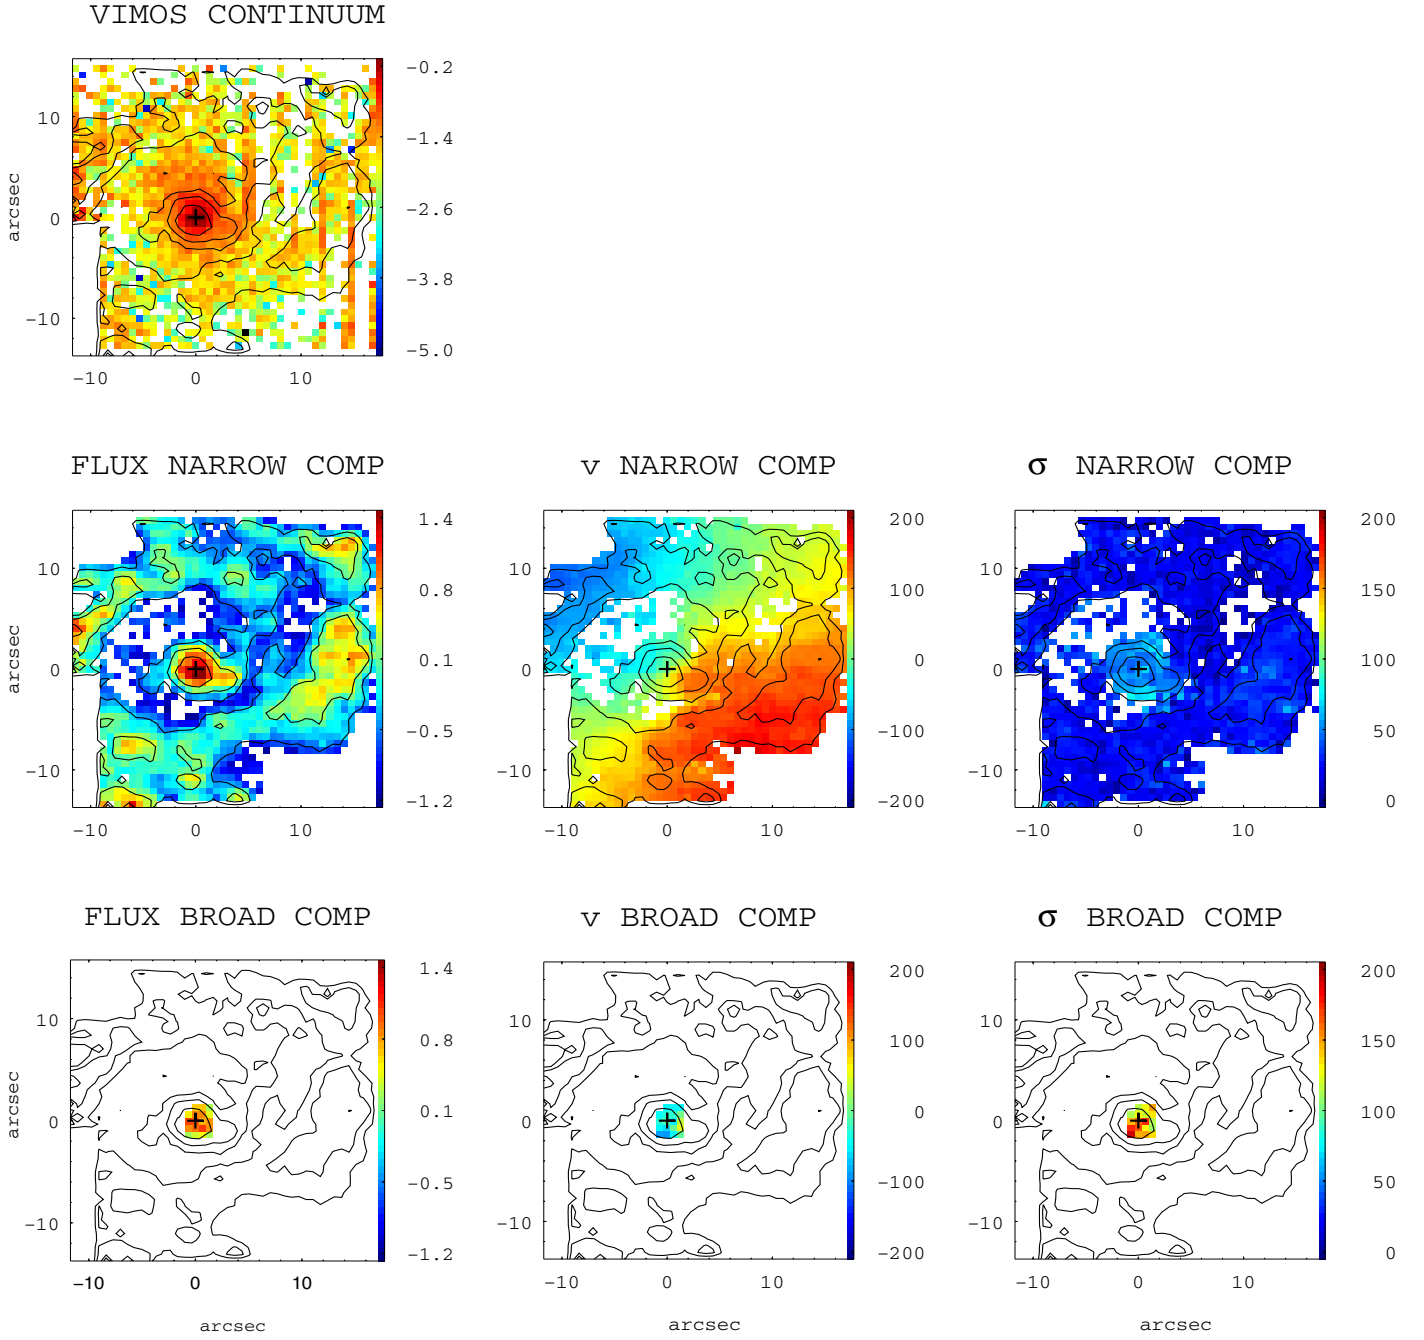 VIMOS CONTINUUM
-0.2
-1.4
-2.6
-3.8
-5.0
10
0
-10
arcsec
-10 0 10
FLUX NARROW COMP
1.4
0.8
0.1
-0.5
-1.2
10
0
-10
arcsec
-10 0 10
v NARROW COMP
200
100
0
-100
-200
10
0
-10
-10 0 10
σ NARROW COMP
200
150
100
50
0
10
0
-10
-10 0 10
FLUX BROAD COMP
1.4
0.8
0.1
-0.5
-1.2
10
0
-10
arcsec
-10 0 10
arcsec
v BROAD COMP
200
100
0
-100
-200
10
0
-10
-10 0 10
arcsec
σ BROAD COMP
200
150
100
50
0
10
0
-10
-10 0 10
arcsec